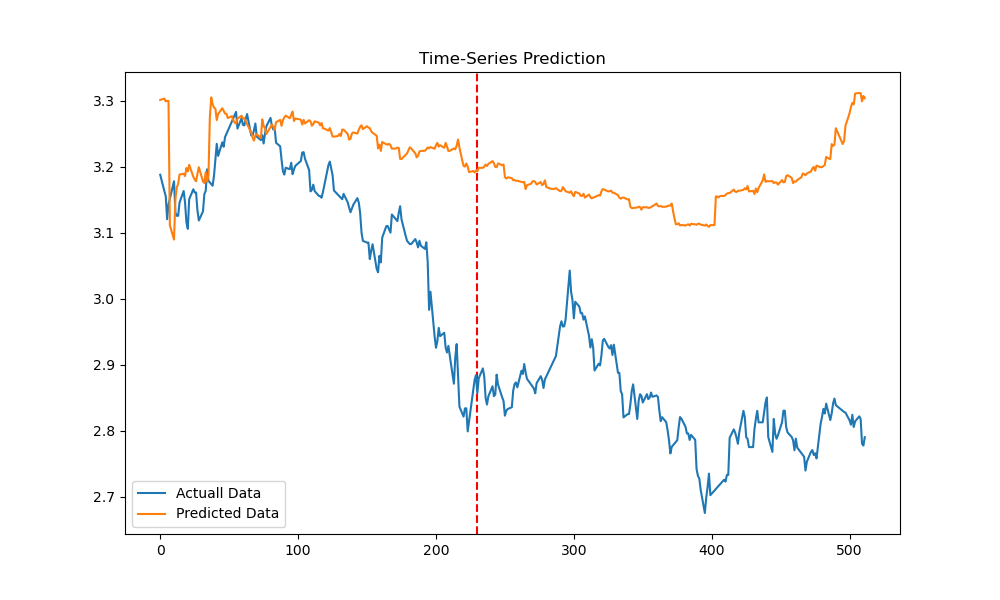 Time-Series Prediction
3.3
3.2
3.1
3.0
2.9
2.8
2.7
Actuall Data
Predicted Data
0 100 200 300 400 500